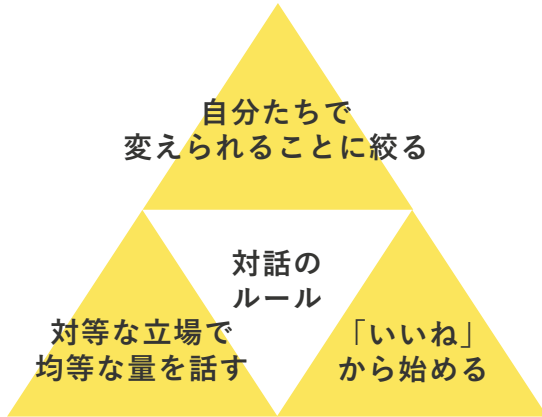 自分たちで
変えられることに絞る
対話の
ルール
対等な立場で
均等な量を話す
「いいね」
から始める